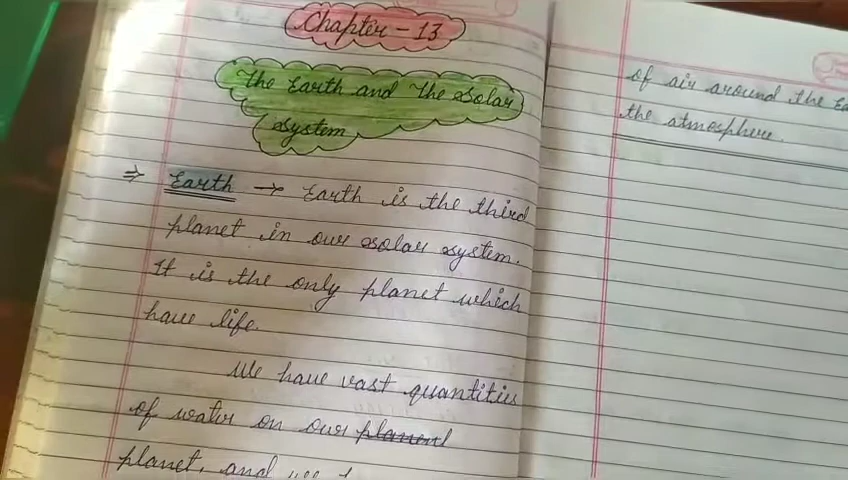 Chapter - 13
The Earth and The Solar
System
⇒ Earth → Earth is the third
planet in our solar system.
It is the only planet which
have life.
We have vast quantities
of water on our planent
planet, and
of air around the
the atmosphere.